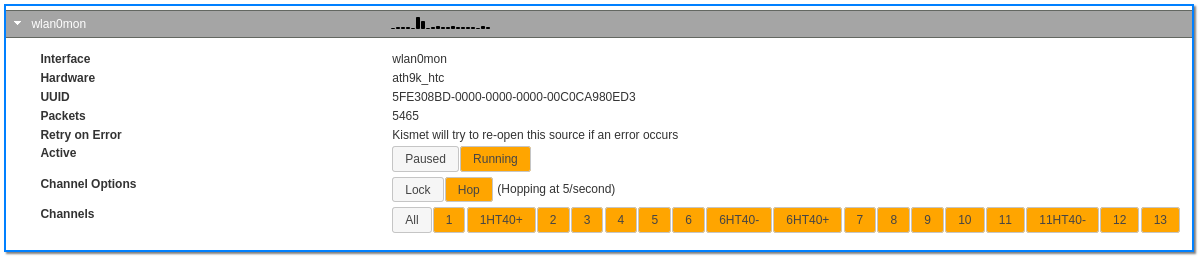 wlan0mon
Interface wlan0mon
Hardware ath9k_htc
UUID 5FE308BD-0000-0000-0000-00C0CA980ED3
Packets 5465
Retry on Error Kismet will try to re-open this source if an error occurs
Active Paused Running
Channel Options Lock Hop (Hopping at 5/second)
Channels All 1 1HT40+ 2 3 4 5 6 6HT40- 6HT40+ 7 8 9 10 11 11HT40- 12 13